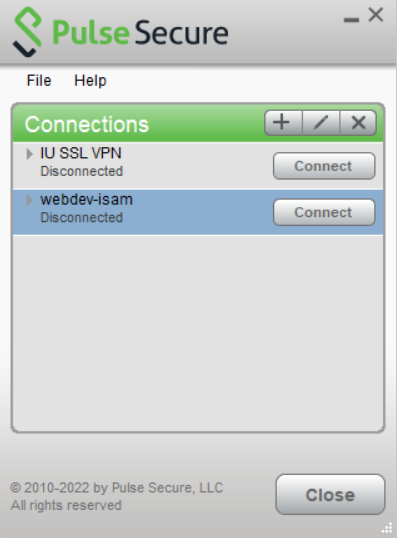 Pulse Secure
File Help
Connections
IU SSL VPN
Disconnected
Connect
webdev-isam
Disconnected
Connect
© 2010-2022 by Pulse Secure, LLC
All rights reserved
Close